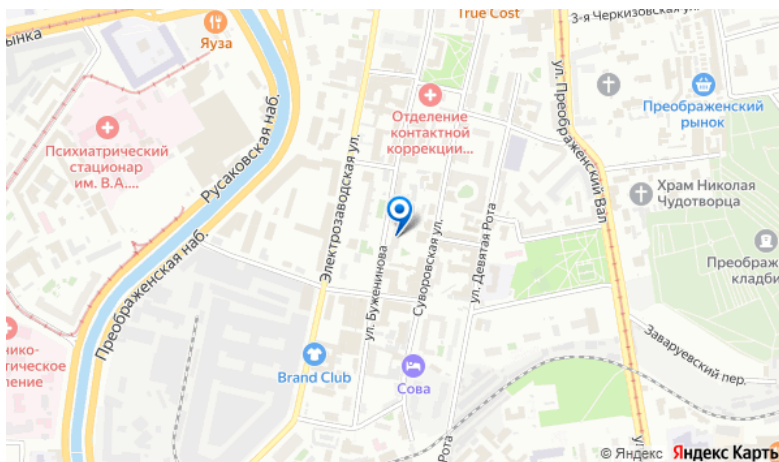 True Cost
3-я Черкизовская ул.
ынка
Яуза
Преображенский
рынок
Отделение
контактной
коррекции...
Психиатрический
стационар
им. В.А....
Русаковская наб.
ул. Преображенский Вал
Электрозаводская ул.
Храм Николая
Чудотворца
Преображенская наб.
ул. Буженинова
Суворовская ул.
ул. Девятая Рота
Преображ
кладби
нико-
тическое
ление
Заваруевский пер.
Brand Club
Сова
Рота
© Яндекс Яндекс Карты